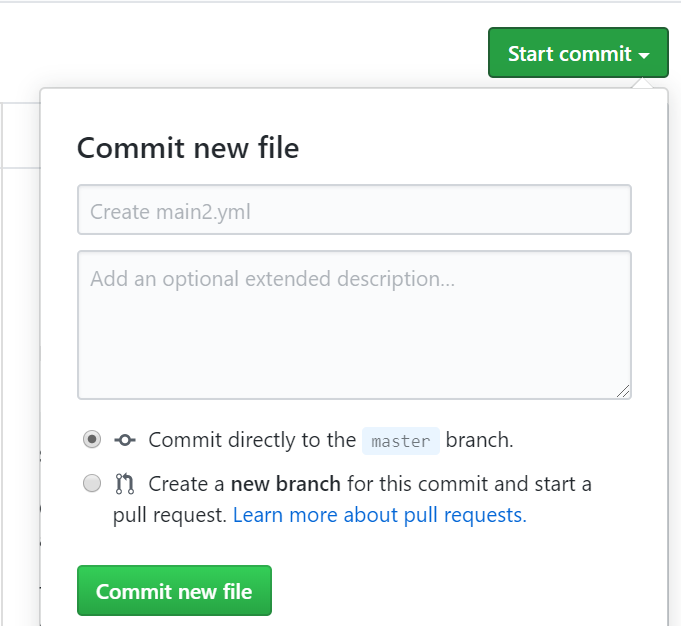 Start commit
Commit new file
Create main2.yml
Add an optional extended description...
Commit directly to the master branch.
Create a new branch for this commit and start a
pull request. Learn more about pull requests.
Commit new file